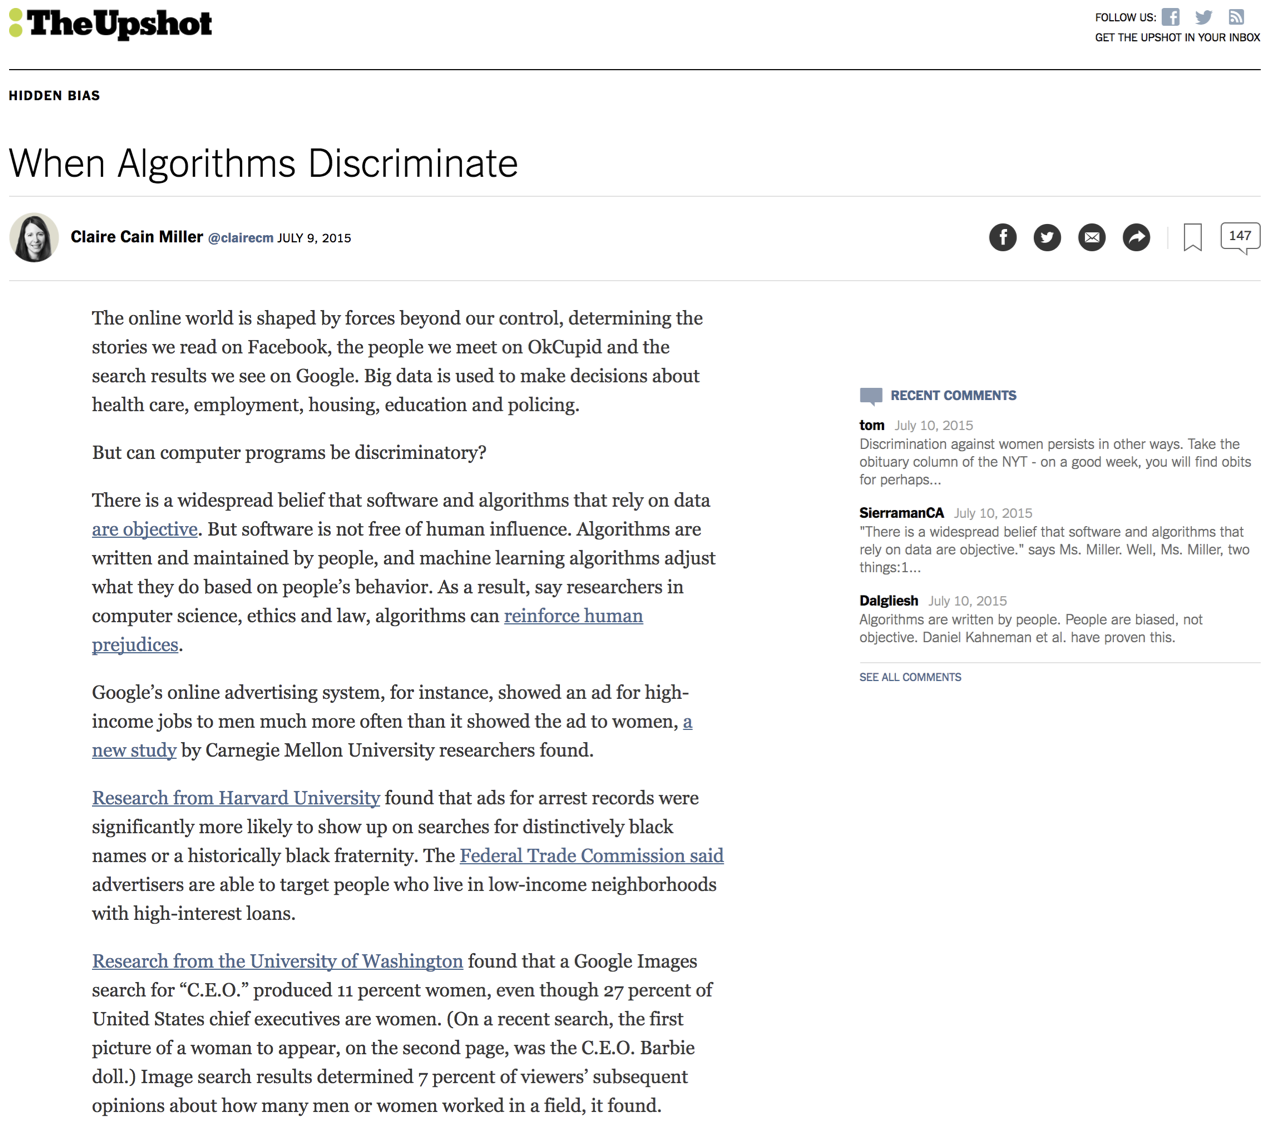 The Upshot
FOLLOW US:
GET THE UPSHOT IN YOUR INBOX
HIDDEN BIAS
When Algorithms Discriminate
Claire Cain Miller @clairecm JULY 9, 2015
147
The online world is shaped by forces beyond our control, determining the
stories we read on Facebook, the people we meet on OkCupid and the
search results we see on Google. Big data is used to make decisions about
health care, employment, housing, education and policing.
But can computer programs be discriminatory?
There is a widespread belief that software and algorithms that rely on data
are objective. But software is not free of human influence. Algorithms are
written and maintained by people, and machine learning algorithms adjust
what they do based on people’s behavior. As a result, say researchers in
computer science, ethics and law, algorithms can reinforce human
prejudices.
Google’s online advertising system, for instance, showed an ad for high-
income jobs to men much more often than it showed the ad to women, a
new study by Carnegie Mellon University researchers found.
Research from Harvard University found that ads for arrest records were
significantly more likely to show up on searches for distinctively black
names or a historically black fraternity. The Federal Trade Commission said
advertisers are able to target people who live in low-income neighborhoods
with high-interest loans.
Research from the University of Washington found that a Google Images
search for “C.E.O.” produced 11 percent women, even though 27 percent of
United States chief executives are women. (On a recent search, the first
picture of a woman to appear, on the second page, was the C.E.O. Barbie
doll.) Image search results determined 7 percent of viewers’ subsequent
opinions about how many men or women worked in a field, it found.
RECENT COMMENTS
tom July 10, 2015
Discrimination against women persists in other ways. Take the
obituary column of the NYT - on a good week, you will find obits
for perhaps...
SierramanCA July 10, 2015
"There is a widespread belief that software and algorithms that
rely on data are objective." says Ms. Miller. Well, Ms. Miller, two
things:1...
Dalgliesh July 10, 2015
Algorithms are written by people. People are biased, not
objective. Daniel Kahneman et al. have proven this.
SEE ALL COMMENTS